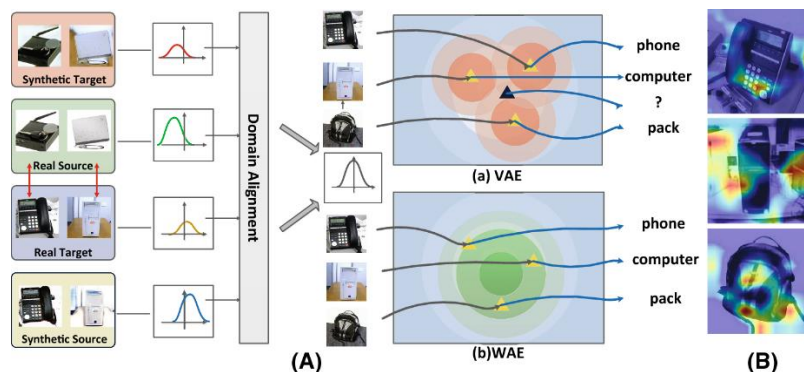 Synthetic Target
Real Source
Real Target
Synthetic Source
Domain Alignment
phone
computer
?
pack
(a) VAE
phone
computer
pack
(b)WAE
(A)
(B)